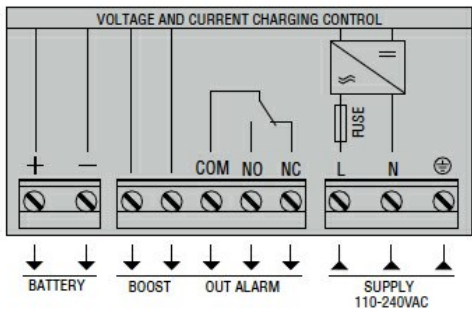 VOLTAGE AND CURRENT CHARGING CONTROL
FUSE
+ − COM NO NC L N
BATTERY BOOST OUT ALARM SUPPLY
110-240VAC